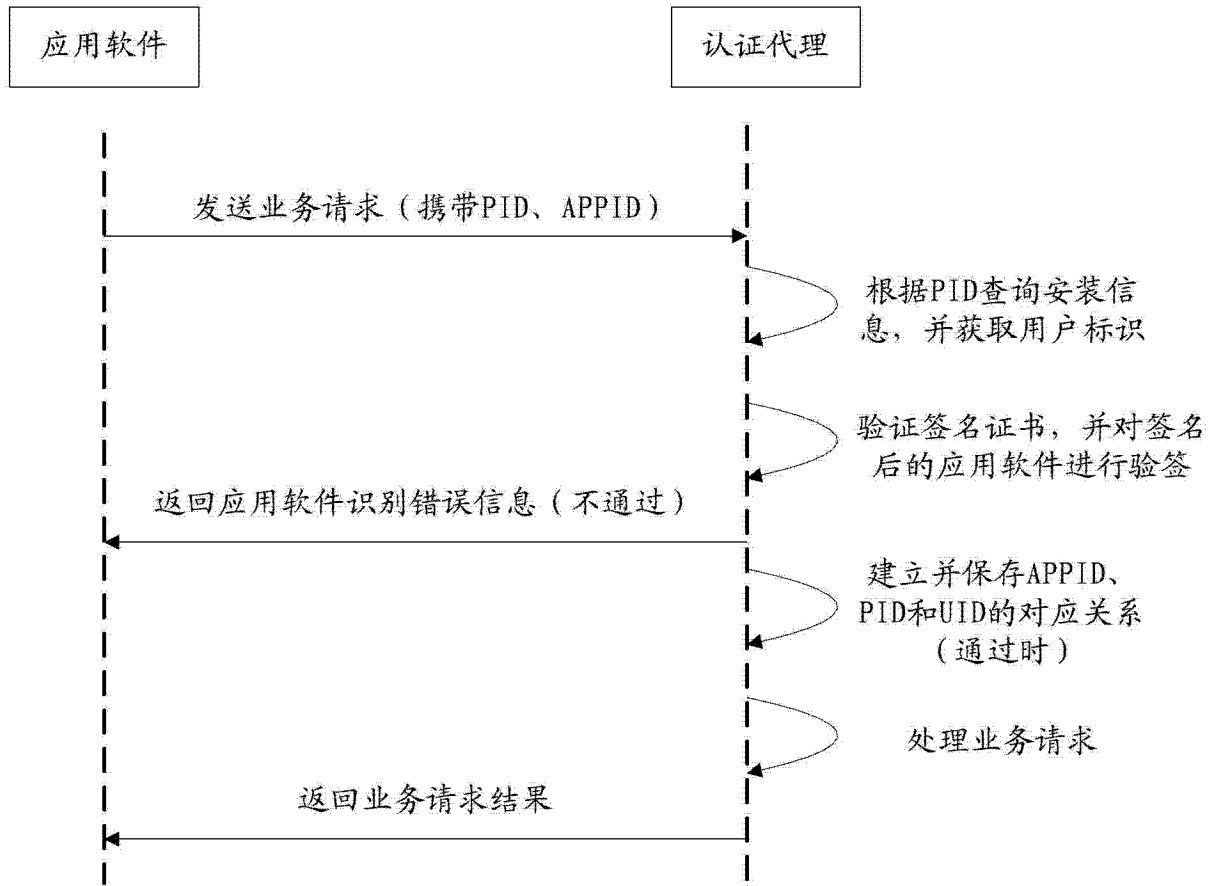 应用软件
认证代理
发送业务请求（携带PID、APPID）
根据PID查询安装信
息，并获取用户标识
验证签名证书，并对签名
后的应用软件进行验签
返回应用软件识别错误信息（不通过）
建立并保存APPID、
PID和UID的对应关系
（通过时）
处理业务请求
返回业务请求结果